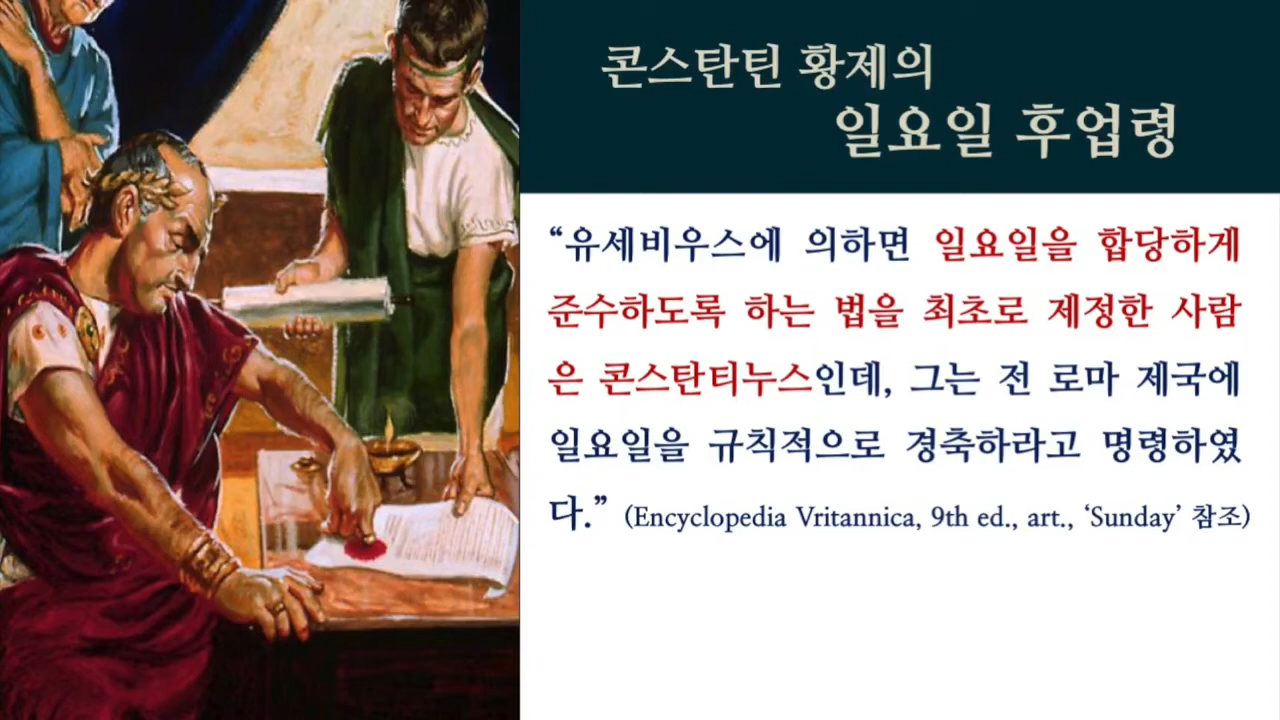 콘스탄틴 황제의
일요일 후업령
“유세비우스에 의하면 일요일을 합당하게
준수하도록 하는 법을 최초로 제정한 사람
은 콘스탄티누스인데, 그는 전 로마 제국에
일요일을 규칙적으로 경축하라고 명령하였
다.” (Encyclopedia Vritannica, 9th ed., art., ‘Sunday’ 참조)